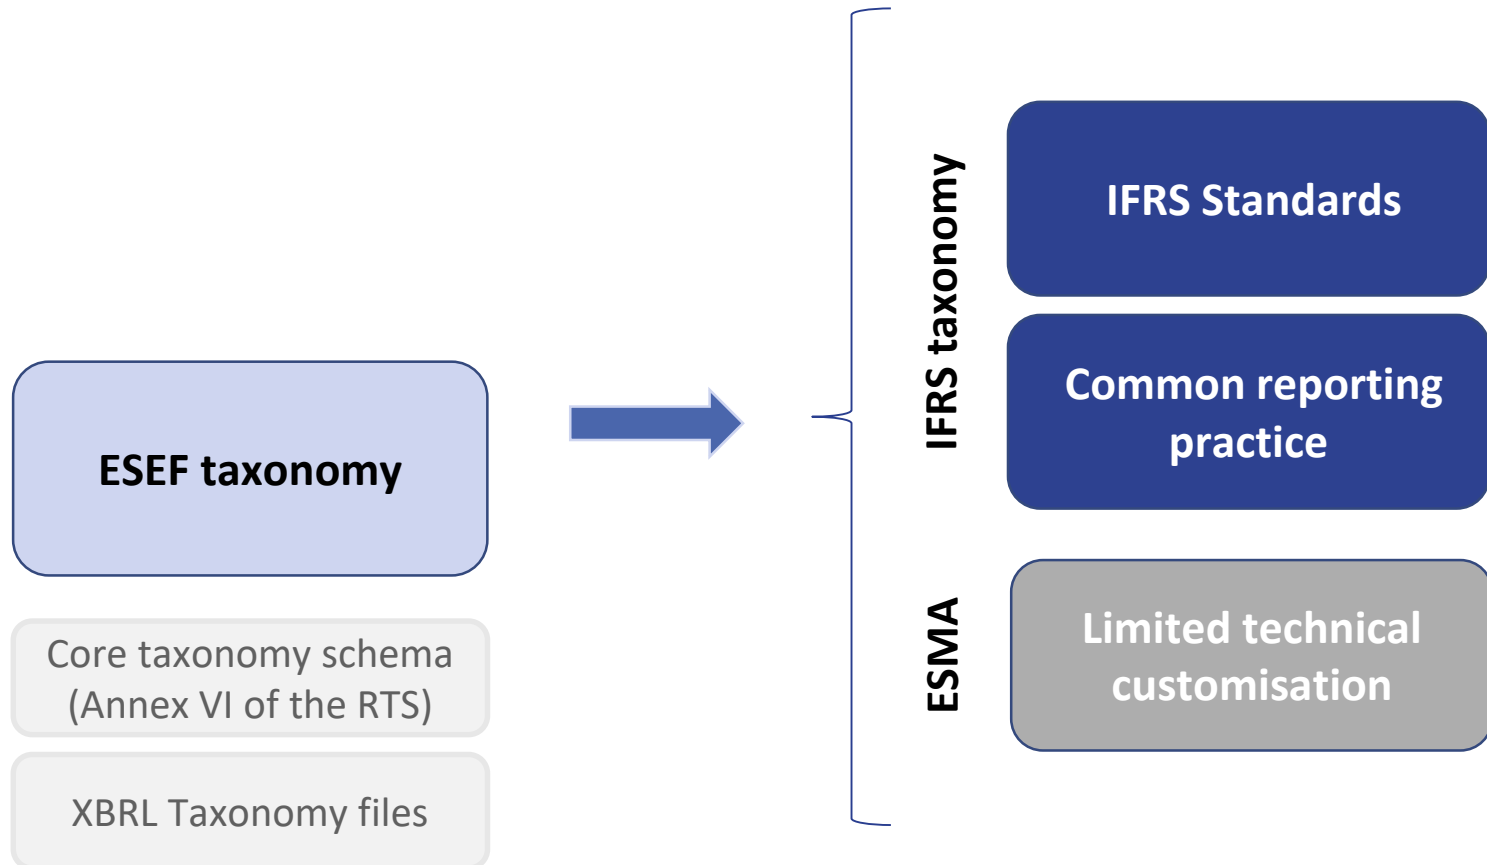 ESEF taxonomy
Core taxonomy schema
(Annex VI of the RTS)
XBRL Taxonomy files
IFRS taxonomy
IFRS Standards
Common reporting
practice
ESMA
Limited technical
customisation